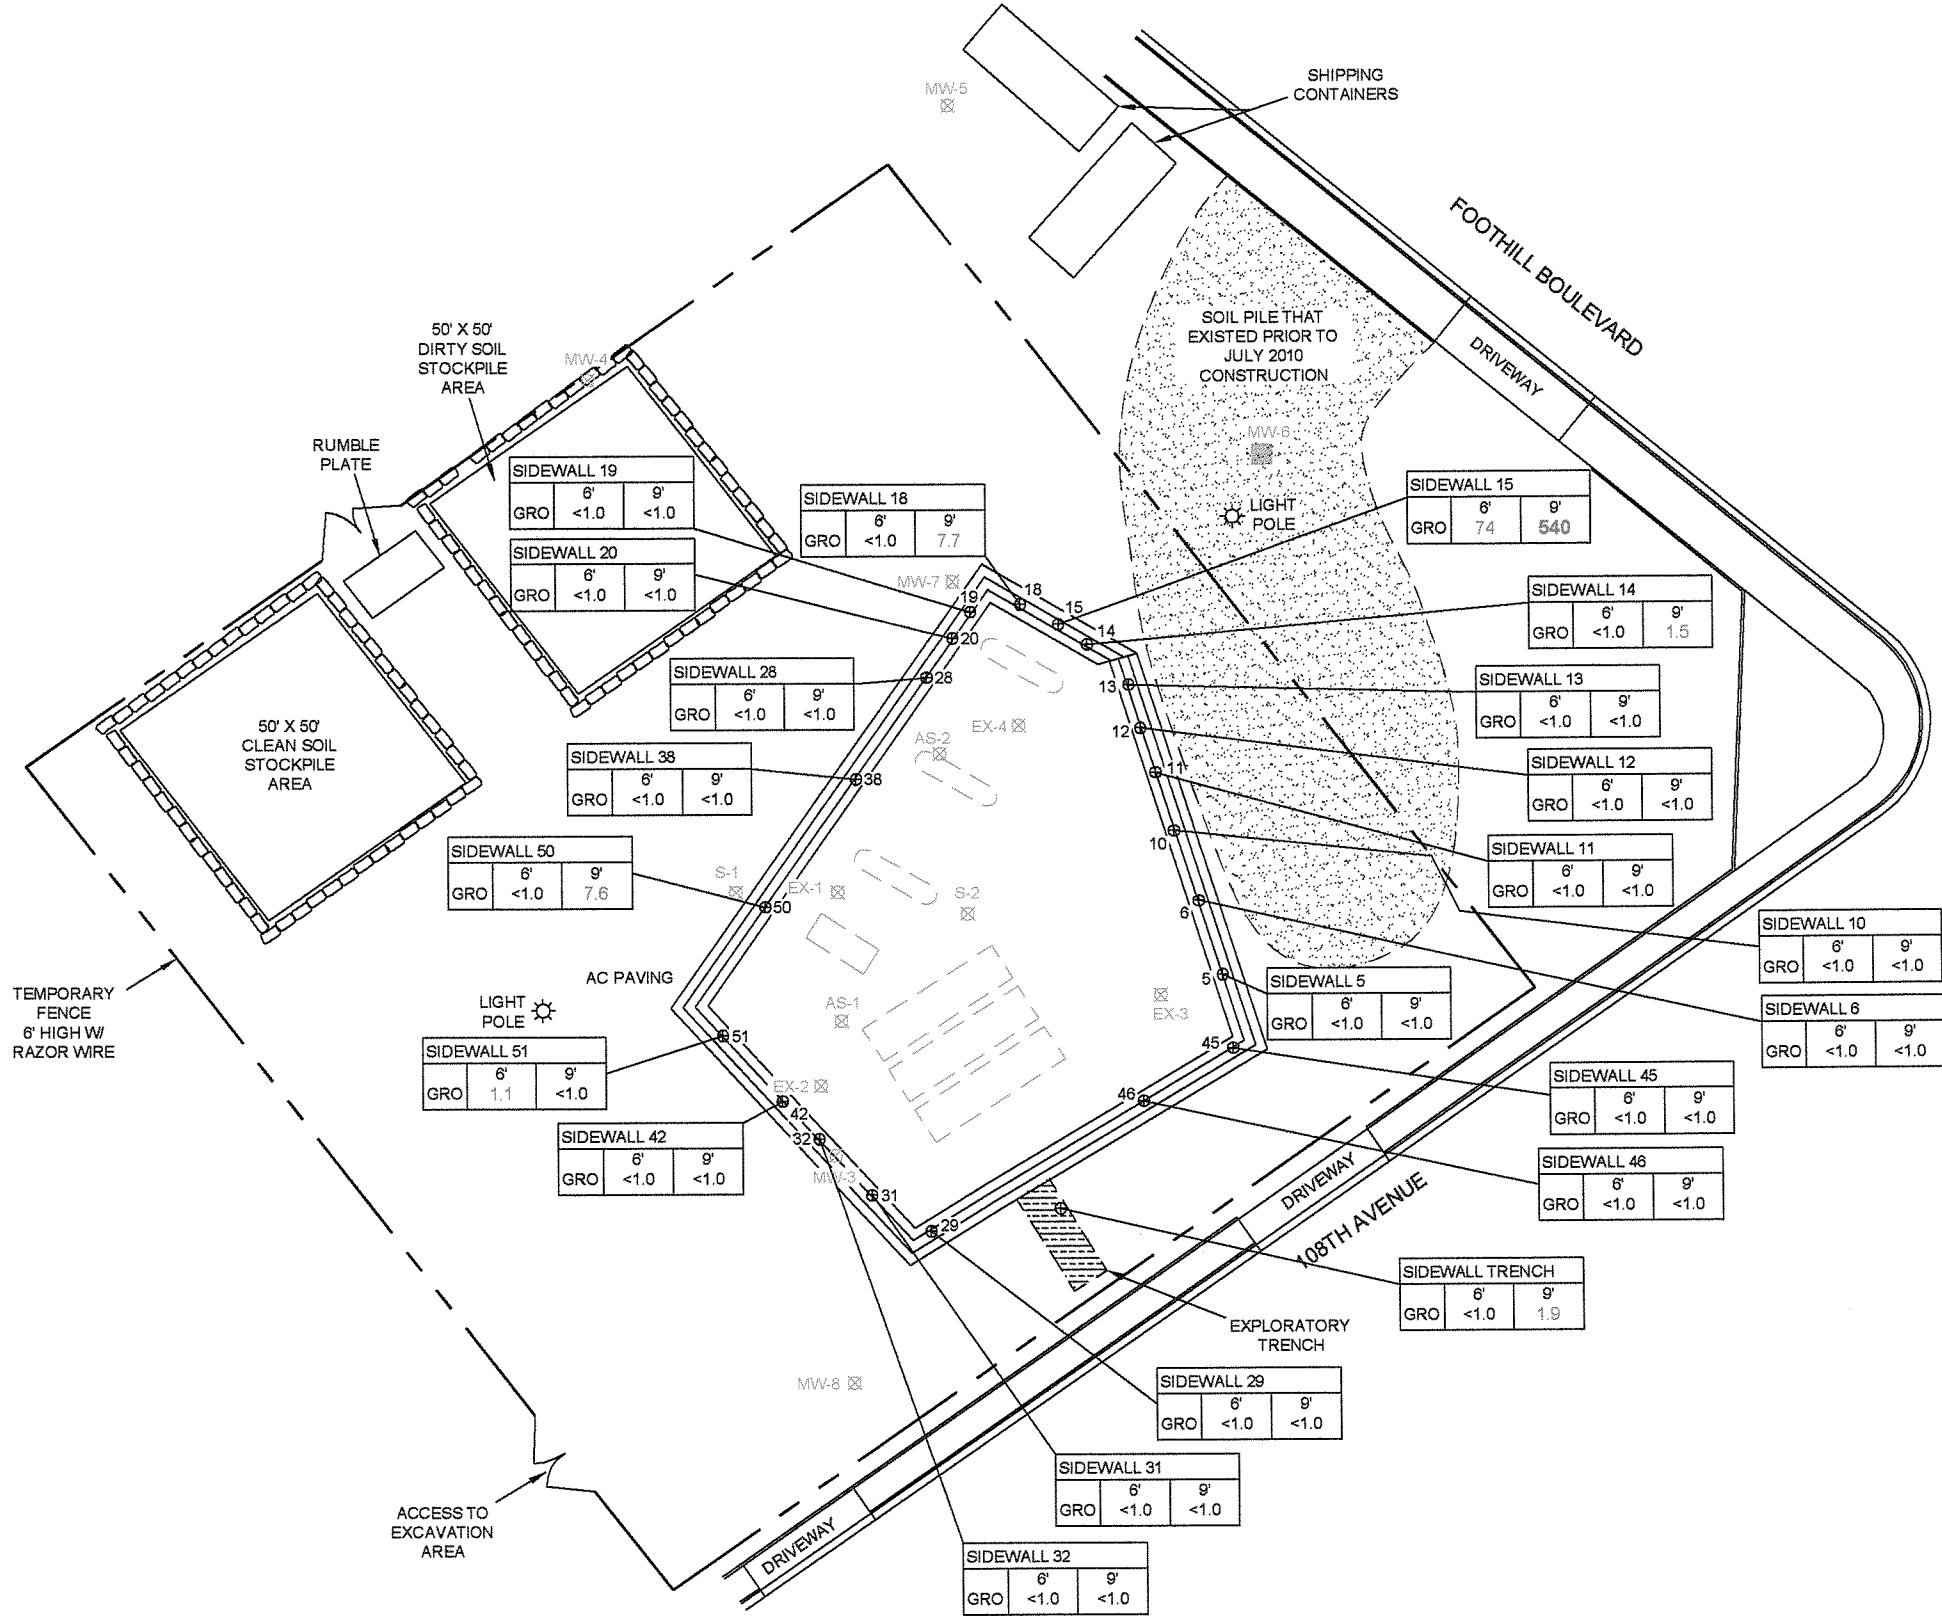 SHIPPING
CONTAINERS
MW-5
FOOTHILL BOULEVARD
DRIVEWAY
SOIL PILE THAT
EXISTED PRIOR TO
JULY 2010
CONSTRUCTION
MW-6
LIGHT
POLE
50' X 50'
DIRTY SOIL
STOCKPILE
AREA
MW-4
RUMBLE
PLATE
SIDEWALL 19
6' 9'
GRO <1.0 <1.0
SIDEWALL 20
6' 9'
GRO <1.0 <1.0
SIDEWALL 18
6' 9'
GRO <1.0 7.7
SIDEWALL 15
6' 9'
GRO 74 540
SIDEWALL 14
6' 9'
GRO <1.0 1.5
SIDEWALL 13
6' 9'
GRO <1.0 <1.0
SIDEWALL 12
6' 9'
GRO <1.0 <1.0
SIDEWALL 11
6' 9'
GRO <1.0 <1.0
SIDEWALL 10
6' 9'
GRO <1.0 <1.0
SIDEWALL 6
6' 9'
GRO <1.0 <1.0
SIDEWALL 5
6' 9'
GRO <1.0 <1.0
SIDEWALL 45
6' 9'
GRO <1.0 <1.0
SIDEWALL 46
6' 9'
GRO <1.0 <1.0
SIDEWALL TRENCH
6' 9'
GRO <1.0 1.9
SIDEWALL 29
6' 9'
GRO <1.0 <1.0
SIDEWALL 31
6' 9'
GRO <1.0 <1.0
SIDEWALL 32
6' 9'
GRO <1.0 <1.0
SIDEWALL 28
6' 9'
GRO <1.0 <1.0
SIDEWALL 38
6' 9'
GRO <1.0 <1.0
SIDEWALL 50
6' 9'
GRO <1.0 7.6
SIDEWALL 51
6' 9'
GRO 1.1 <1.0
SIDEWALL 42
6' 9'
GRO <1.0 <1.0
MW-7
19
18
15
14
20
28
13
12
11
10
6
5
45
46
38
50
51
42
32
31
29
EX-4
AS-2
S-1
EX-1
S-2
AS-1
EX-3
EX-2
MW-3
MW-8
50' X 50'
CLEAN SOIL
STOCKPILE
AREA
AC PAVING
LIGHT
POLE
TEMPORARY
FENCE
6' HIGH W/
RAZOR WIRE
ACCESS TO
EXCAVATION
AREA
EXPLORATORY
TRENCH
DRIVEWAY
108TH AVENUE
DRIVEWAY